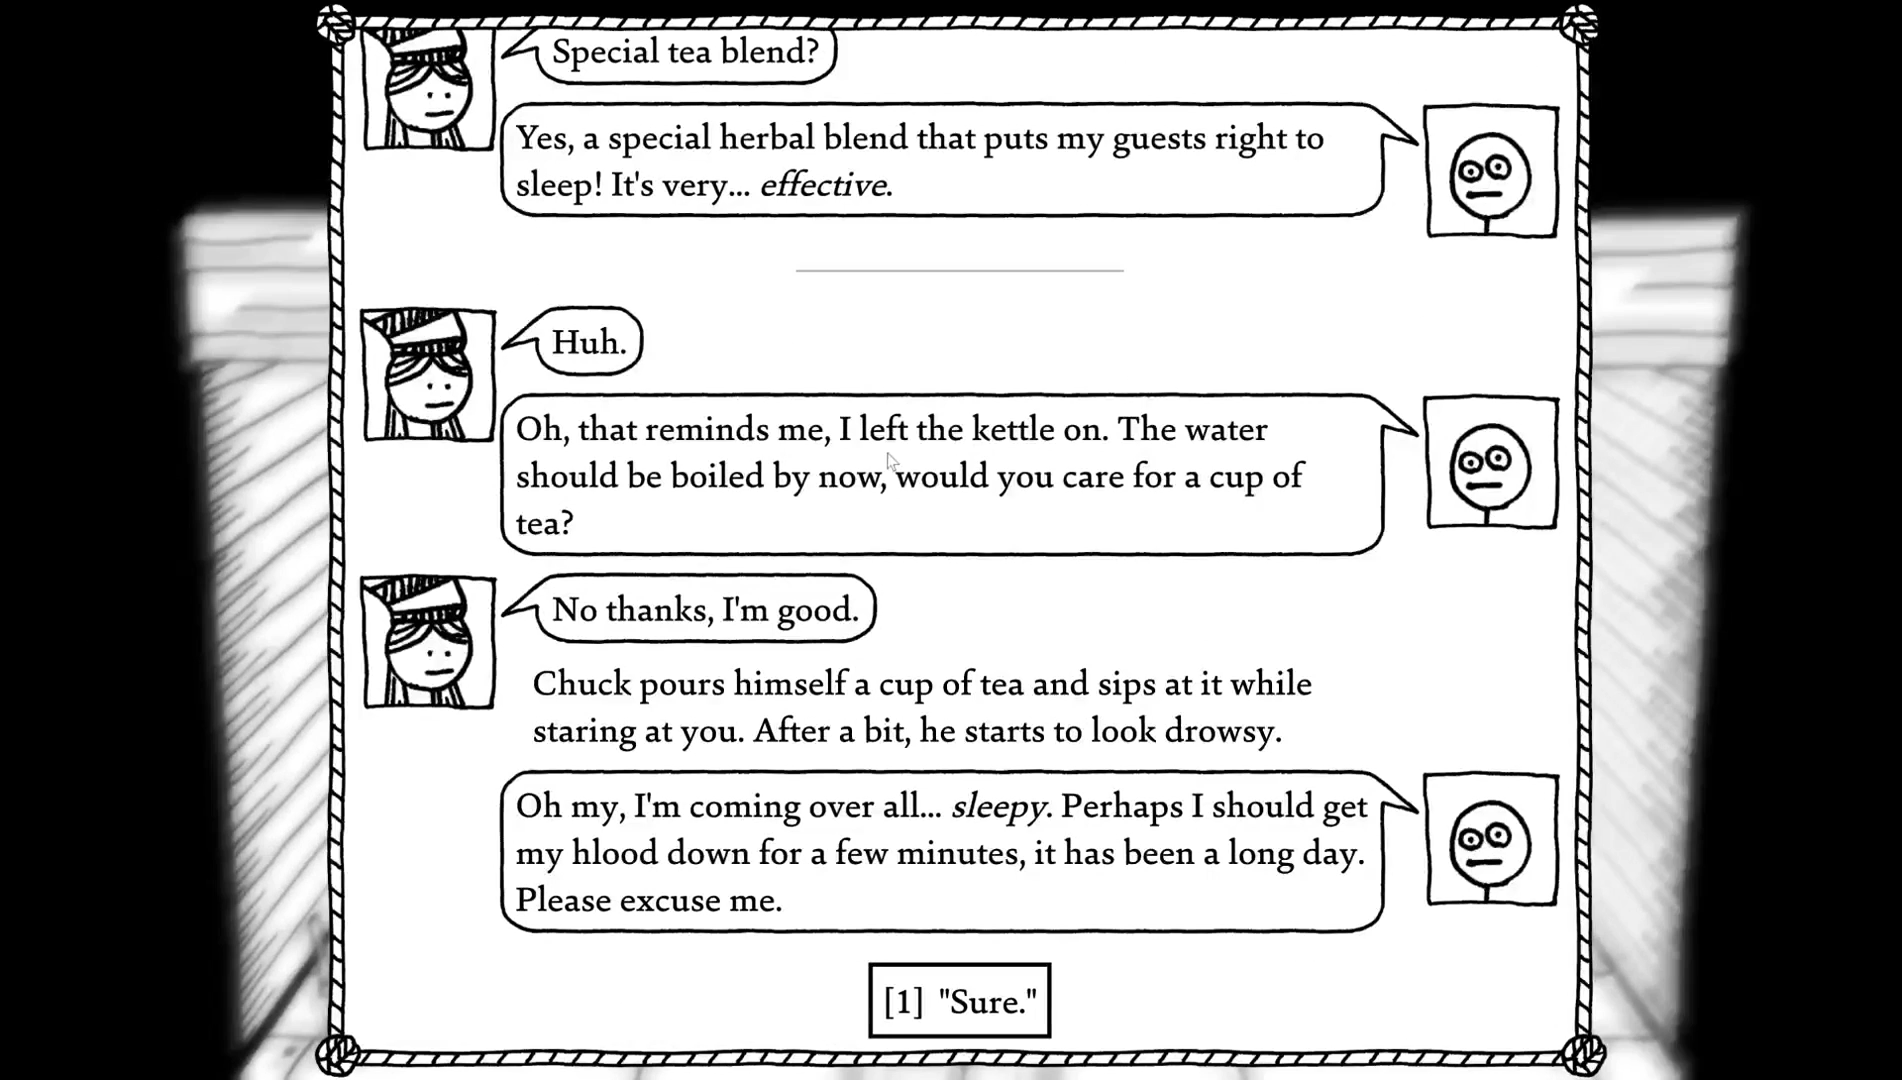 Special tea blend?
Yes, a special herbal blend that puts my guests right to
sleep! It's very... effective.
Huh.
Oh, that reminds me, I left the kettle on. The water
should be boiled by now, would you care for a cup of
tea?
No thanks, I'm good.
Chuck pours himself a cup of tea and sips at it while
staring at you. After a bit, he starts to look drowsy.
Oh my, I'm coming over all... sleepy. Perhaps I should get
my hlood down for a few minutes, it has been a long day.
Please excuse me.
[1] "Sure."